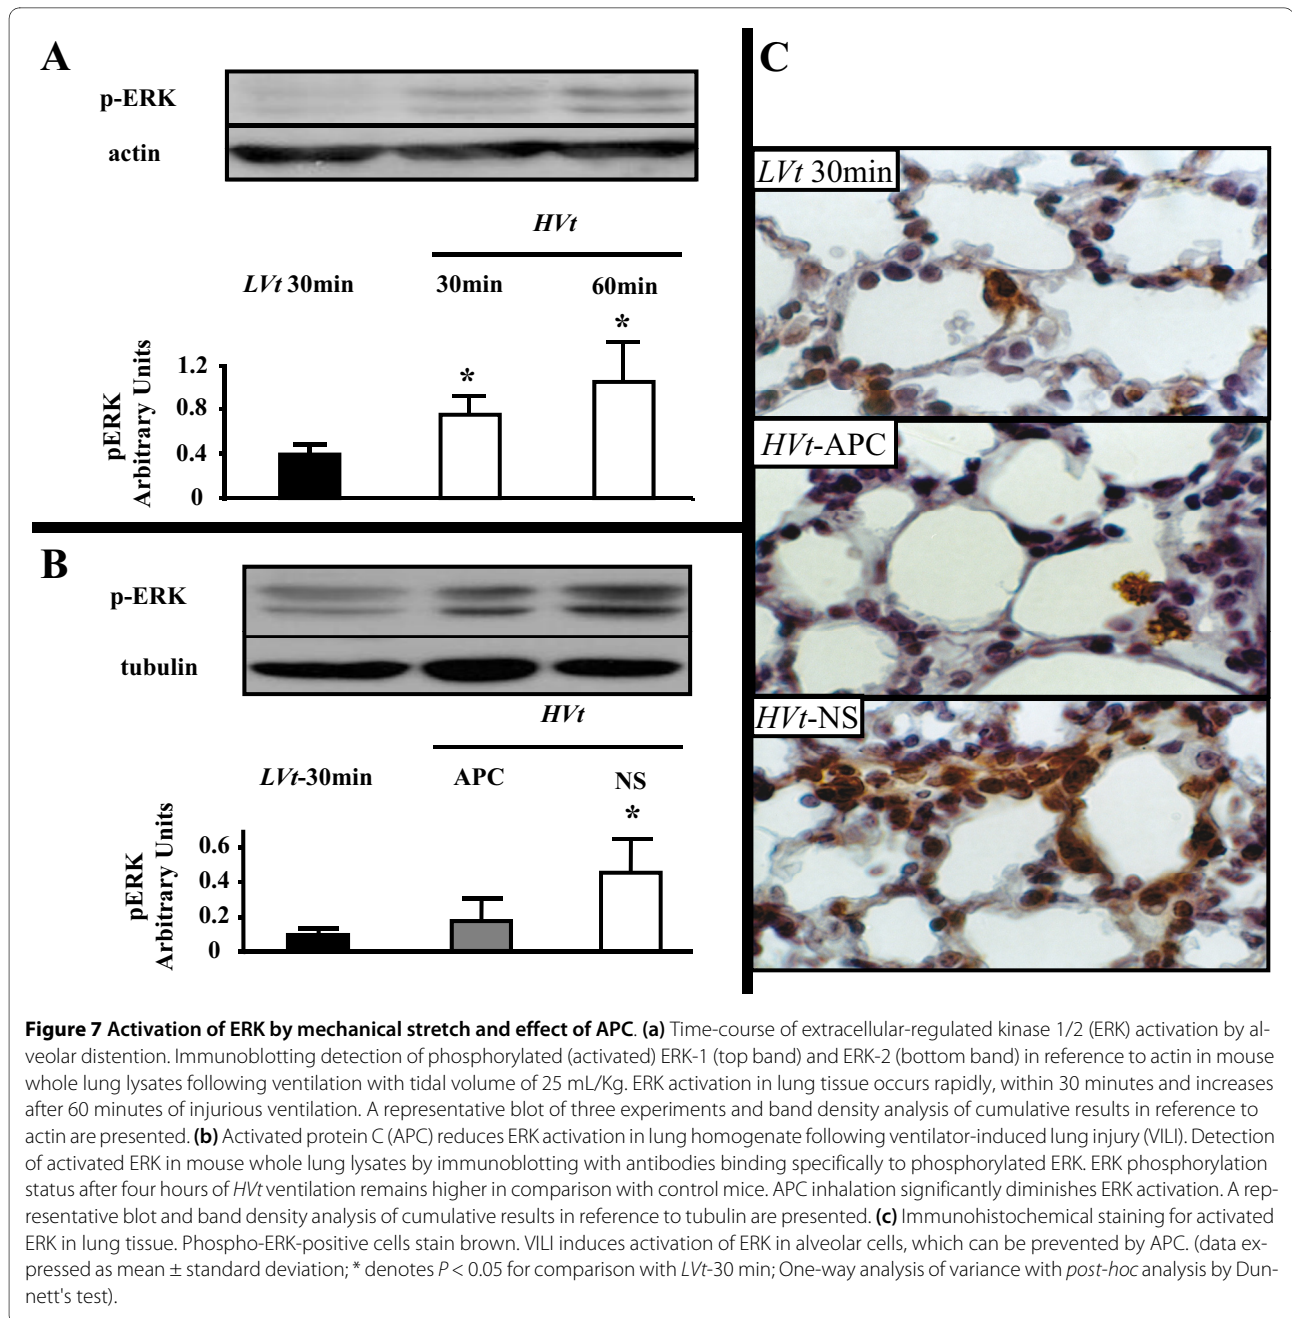 A
p-ERK
actin
HVt
LVt 30min
30min
60min
*
*
pERK
Arbitrary Units
1.2
0.8
0.4
0
B
p-ERK
tubulin
HVt
LVt-30min
APC
NS
*
pERK
Arbitrary Units
0.6
0.4
0.2
0
C
LVt 30min
HVt-APC
HVt-NS
Figure 7 Activation of ERK by mechanical stretch and effect of APC. (a) Time-course of extracellular-regulated kinase 1/2 (ERK) activation by al-
veolar distention. Immunoblotting detection of phosphorylated (activated) ERK-1 (top band) and ERK-2 (bottom band) in reference to actin in mouse
whole lung lysates following ventilation with tidal volume of 25 mL/Kg. ERK activation in lung tissue occurs rapidly, within 30 minutes and increases
after 60 minutes of injurious ventilation. A representative blot of three experiments and band density analysis of cumulative results in reference to
actin are presented. (b) Activated protein C (APC) reduces ERK activation in lung homogenate following ventilator-induced lung injury (VILI). Detection
of activated ERK in mouse whole lung lysates by immunoblotting with antibodies binding specifically to phosphorylated ERK. ERK phosphorylation
status after four hours of HVt ventilation remains higher in comparison with control mice. APC inhalation significantly diminishes ERK activation. A rep-
resentative blot and band density analysis of cumulative results in reference to tubulin are presented. (c) Immunohistochemical staining for activated
ERK in lung tissue. Phospho-ERK-positive cells stain brown. VILI induces activation of ERK in alveolar cells, which can be prevented by APC. (data ex-
pressed as mean ± standard deviation; * denotes P < 0.05 for comparison with LVt-30 min; One-way analysis of variance with post-hoc analysis by Dun-
nett's test).